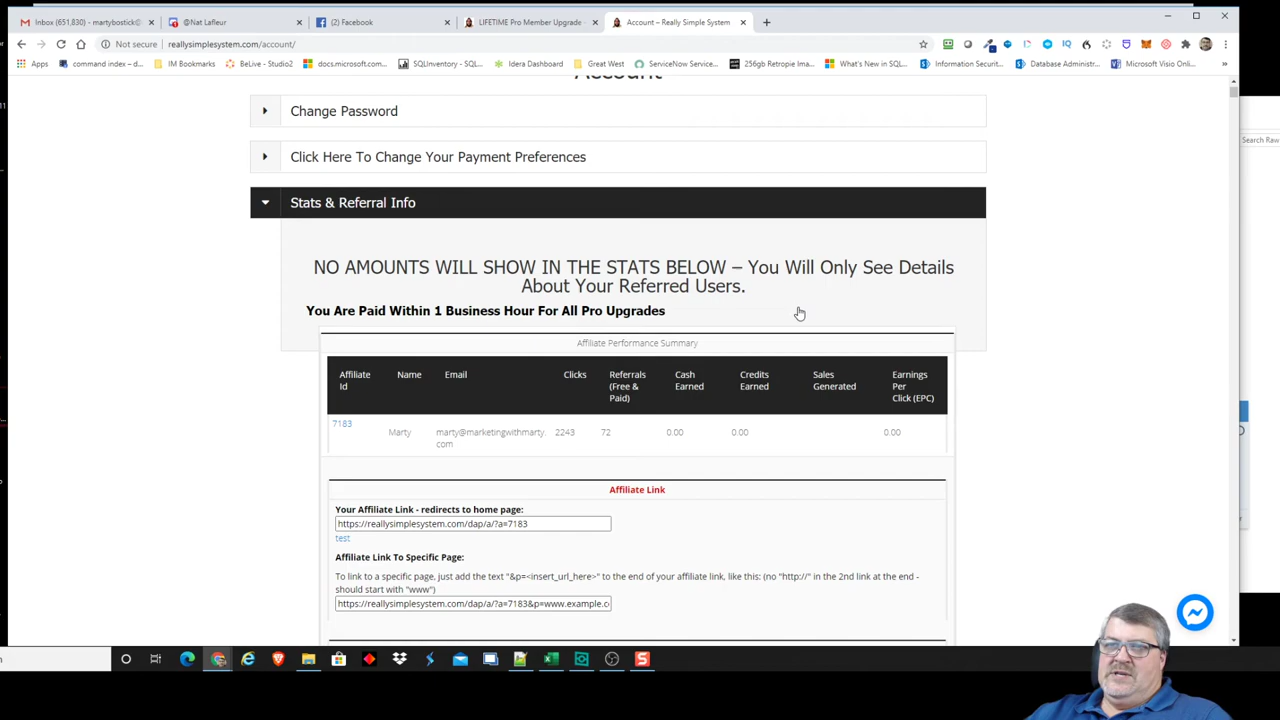 Inbox (651,830) - martybostick@
@Nat Lafleur
(2) Facebook
LIFETIME Pro Member Upgrade -
Account – Really Simple System
Not secure
reallysimplesystem.com/account/
Apps
command index – d...
IM Bookmarks
BeLive - Studio2
docs.microsoft.com...
SQLInventory - SQL...
Idera Dashboard
Great West
ServiceNow Service...
256gb Retropie Ima...
What's New in SQL...
Information Securit...
Database Administr...
Microsoft Visio Onli...
Account
Search Raw
Change Password
Click Here To Change Your Payment Preferences
Stats & Referral Info
NO AMOUNTS WILL SHOW IN THE STATS BELOW – You Will Only See Details
About Your Referred Users.
You Are Paid Within 1 Business Hour For All Pro Upgrades
Affiliate Performance Summary
Affiliate Id
Name
Email
Clicks
Referrals (Free & Paid)
Cash Earned
Credits Earned
Sales Generated
Earnings Per Click (EPC)
7183
Marty
marty@marketingwithmarty.
com
2243
72
0.00
0.00
0.00
Affiliate Link
Your Affiliate Link - redirects to home page:
https://reallysimplesystem.com/dap/a/?a=7183
test
Affiliate Link To Specific Page:
To link to a specific page, just add the text "&p=<insert_url_here>" to the end of your affiliate link, like this: (no "http://" in the 2nd link at the end -
should start with "www")
https://reallysimplesystem.com/dap/a/?a=7183&p=www.example.c